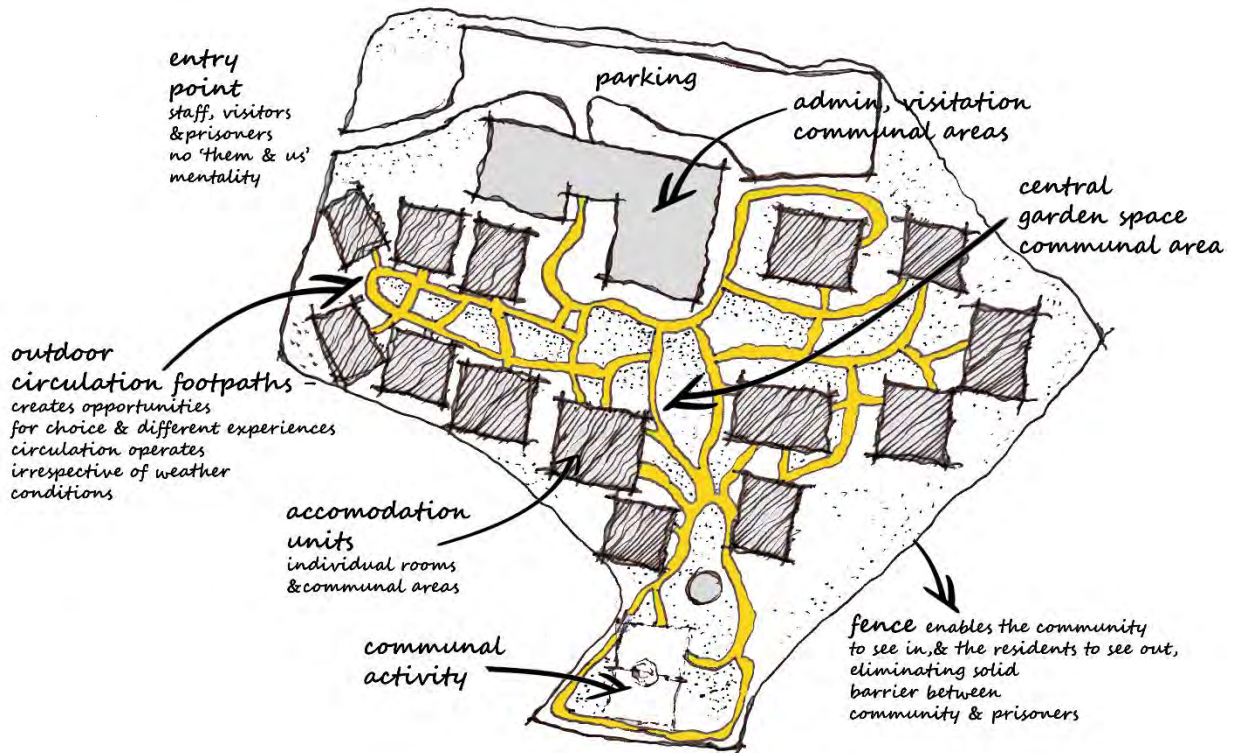 entry
point
staff, visitors
&prisoners
no 'them & us'
mentality
parking
admin, visitation
communal areas
central
garden space
communal area
outdoor
circulation footpaths -
creates opportunities
for choice & different experiences
circulation operates
irrespective of weather
conditions
accomodation
units
individual rooms
&communal areas
communal
activity
fence enables the community
to see in,& the residents to see out,
eliminating solid
barrier between
community & prisoners